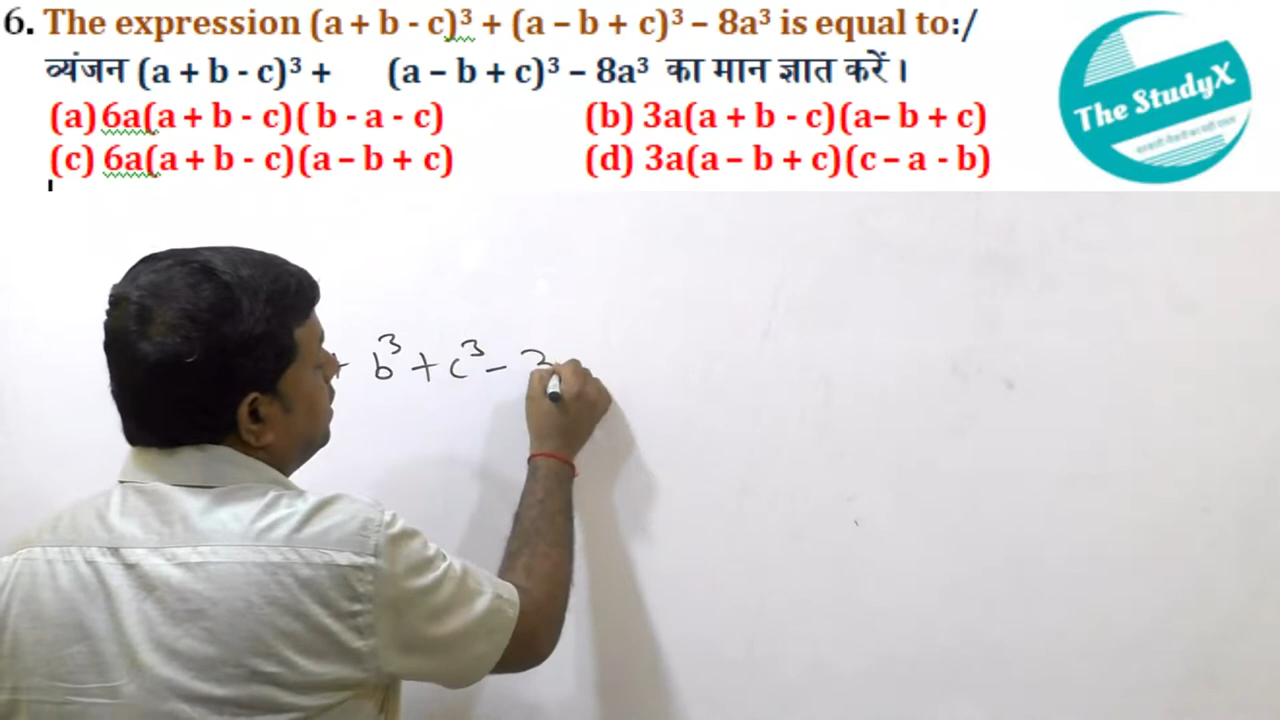 6. The expression (a + b - c)³ + (a – b + c)³ – 8a³ is equal to:/
व्यंजन (a + b - c)³ + (a – b + c)³ – 8a³ का मान ज्ञात करें।
(a) 6a(a + b - c)( b - a - c) (b) 3a(a + b - c)(a– b + c)
(c) 6a(a + b - c)(a – b + c) (d) 3a(a – b + c)(c – a - b)
The StudyX
+ b³ + c³ –